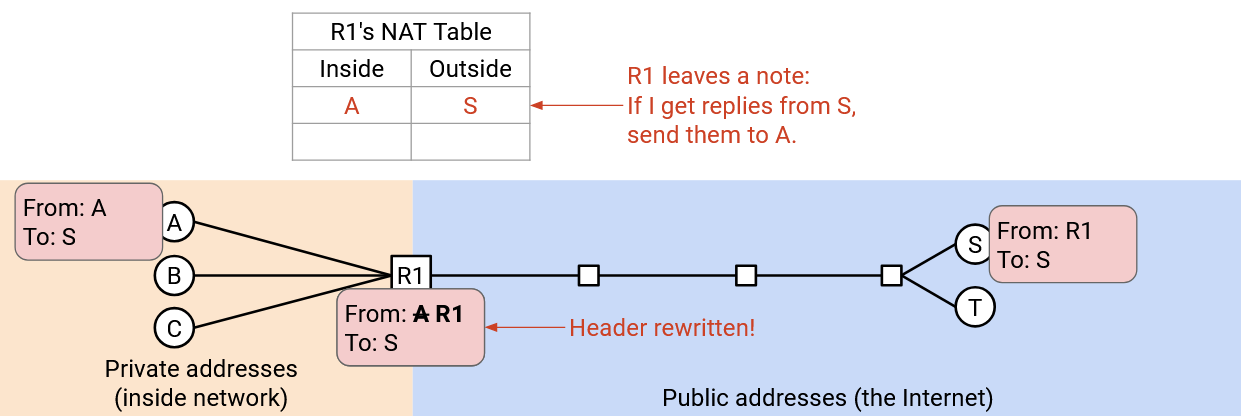 R1's NAT Table
Inside
Outside
A
S
R1 leaves a note:
If I get replies from S,
send them to A.
From: A
To: S
A
B
C
R1
From: A R1
To: S
Header rewritten!
S
From: R1
To: S
T
Private addresses
(inside network)
Public addresses (the Internet)